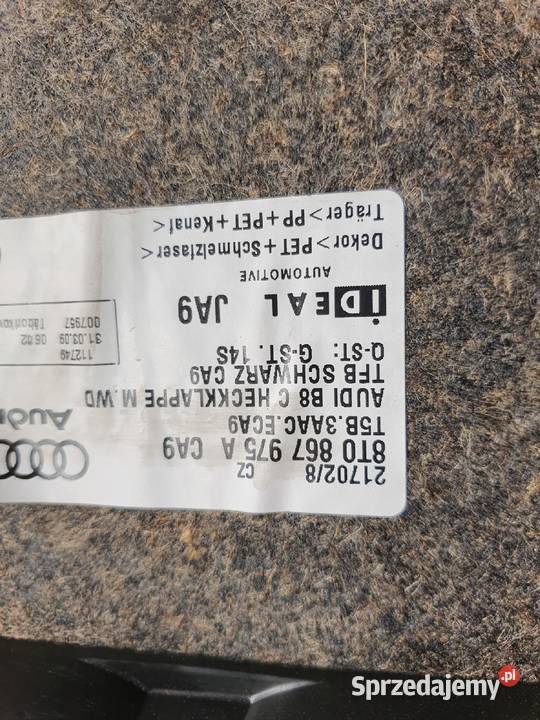 21702/8
CZ
8T0 867 975 A CA9
T5B.3AAC.ECA9
AUDI B8 C HECKKLAPPE M.WD
TFB SCHWARZ CA9
Q-ST: G-ST. 14S
Audi
112749
31.03.09 06:02
007957
iDEAL JA9
AUTOMOTIVE
Dekor>PET+Schmelzfaser<
Träger>PP+PET+Kenaf<
Sprzedajemy.pl